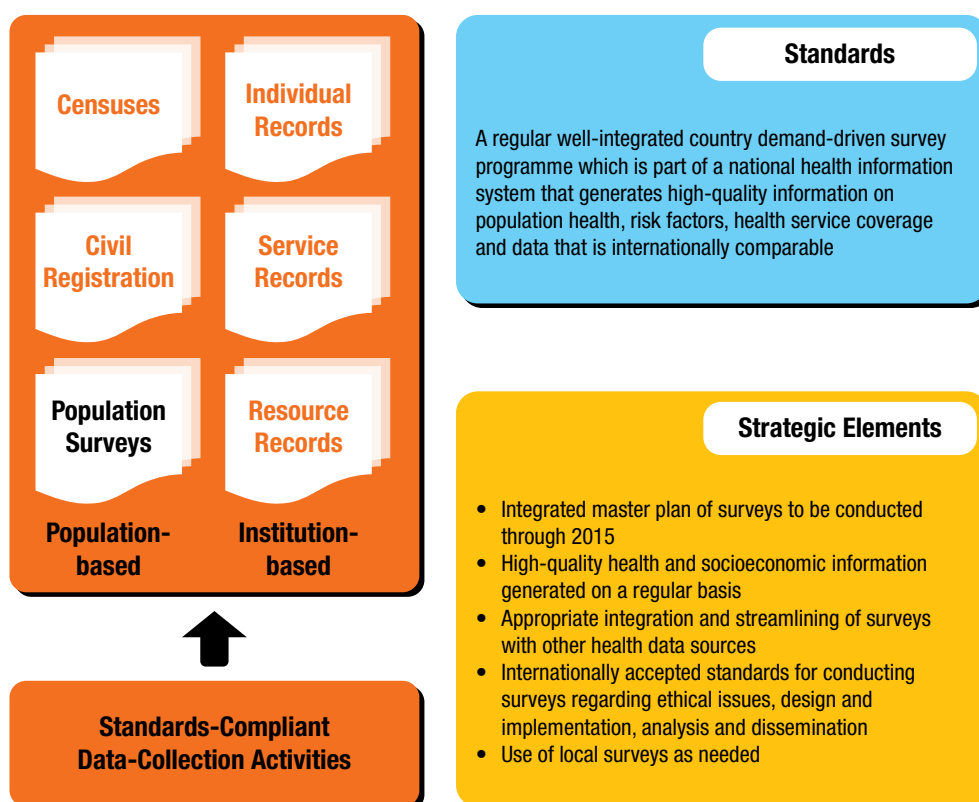 Censuses
Individual
Records
Civil
Registration
Service
Records
Population
Surveys
Resource
Records
Population-
based
Institution-
based
Standards-Compliant
Data-Collection Activities
Standards
A regular well-integrated country demand-driven survey
programme which is part of a national health information
system that generates high-quality information on
population health, risk factors, health service coverage
and data that is internationally comparable
Strategic Elements
• Integrated master plan of surveys to be conducted
through 2015
• High-quality health and socioeconomic information
generated on a regular basis
• Appropriate integration and streamlining of surveys
with other health data sources
• Internationally accepted standards for conducting
surveys regarding ethical issues, design and
implementation, analysis and dissemination
• Use of local surveys as needed